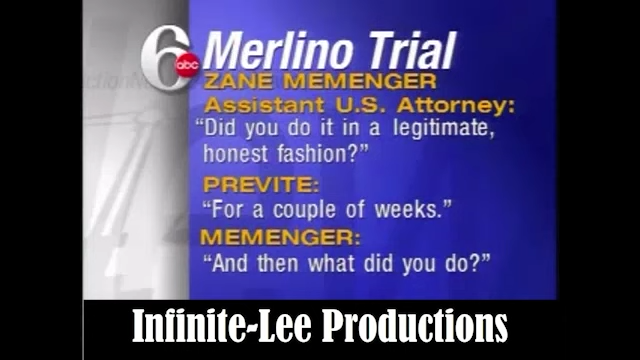 6 Merlino Trial
abc
ZANE MEMENGER
Assistant U.S. Attorney:
“Did you do it in a legitimate,
honest fashion?”
PREVITE:
“For a couple of weeks.”
MEMENGER:
“And then what did you do?”
Infinite-Lee Productions